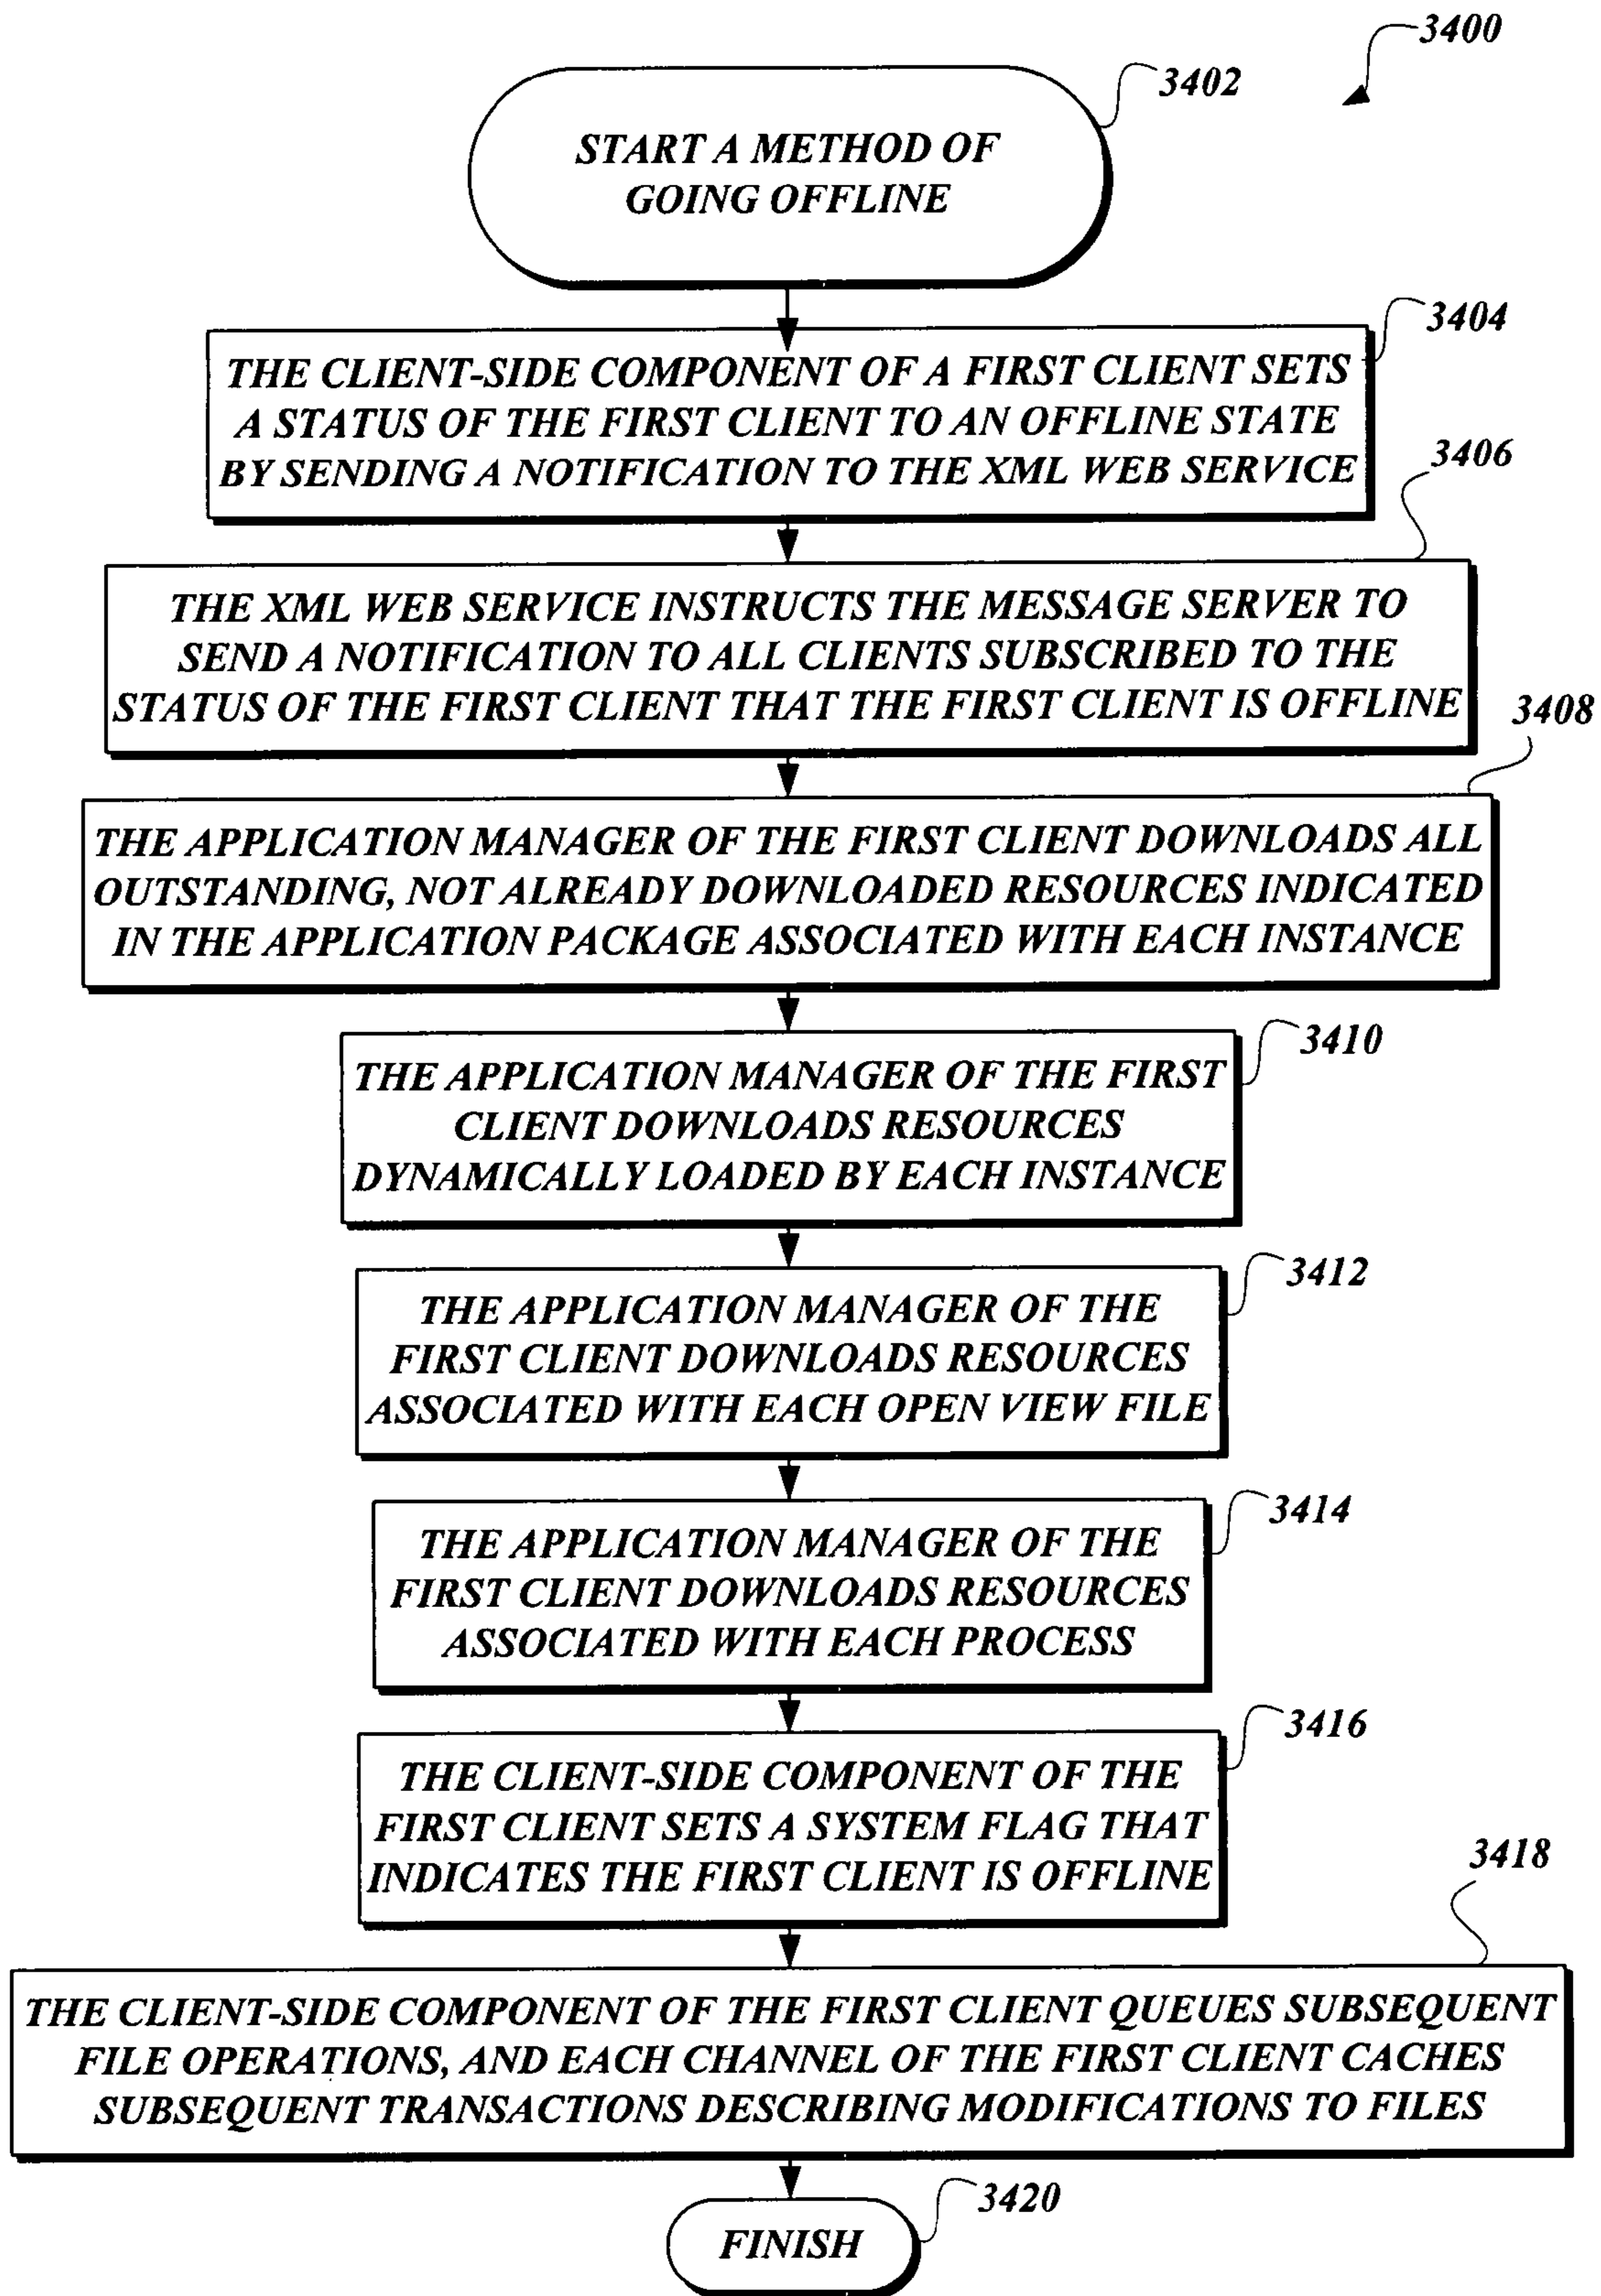 3400
3402
START A METHOD OF
GOING OFFLINE
3404
THE CLIENT-SIDE COMPONENT OF A FIRST CLIENT SETS
A STATUS OF THE FIRST CLIENT TO AN OFFLINE STATE
BY SENDING A NOTIFICATION TO THE XML WEB SERVICE
3406
THE XML WEB SERVICE INSTRUCTS THE MESSAGE SERVER TO
SEND A NOTIFICATION TO ALL CLIENTS SUBSCRIBED TO THE
STATUS OF THE FIRST CLIENT THAT THE FIRST CLIENT IS OFFLINE
3408
THE APPLICATION MANAGER OF THE FIRST CLIENT DOWNLOADS ALL
OUTSTANDING, NOT ALREADY DOWNLOADED RESOURCES INDICATED
IN THE APPLICATION PACKAGE ASSOCIATED WITH EACH INSTANCE
3410
THE APPLICATION MANAGER OF THE FIRST
CLIENT DOWNLOADS RESOURCES
DYNAMICALLY LOADED BY EACH INSTANCE
3412
THE APPLICATION MANAGER OF THE
FIRST CLIENT DOWNLOADS RESOURCES
ASSOCIATED WITH EACH OPEN VIEW FILE
3414
THE APPLICATION MANAGER OF THE
FIRST CLIENT DOWNLOADS RESOURCES
ASSOCIATED WITH EACH PROCESS
3416
THE CLIENT-SIDE COMPONENT OF THE
FIRST CLIENT SETS A SYSTEM FLAG THAT
INDICATES THE FIRST CLIENT IS OFFLINE
3418
THE CLIENT-SIDE COMPONENT OF THE FIRST CLIENT QUEUES SUBSEQUENT
FILE OPERATIONS, AND EACH CHANNEL OF THE FIRST CLIENT CACHES
SUBSEQUENT TRANSACTIONS DESCRIBING MODIFICATIONS TO FILES
3420
FINISH